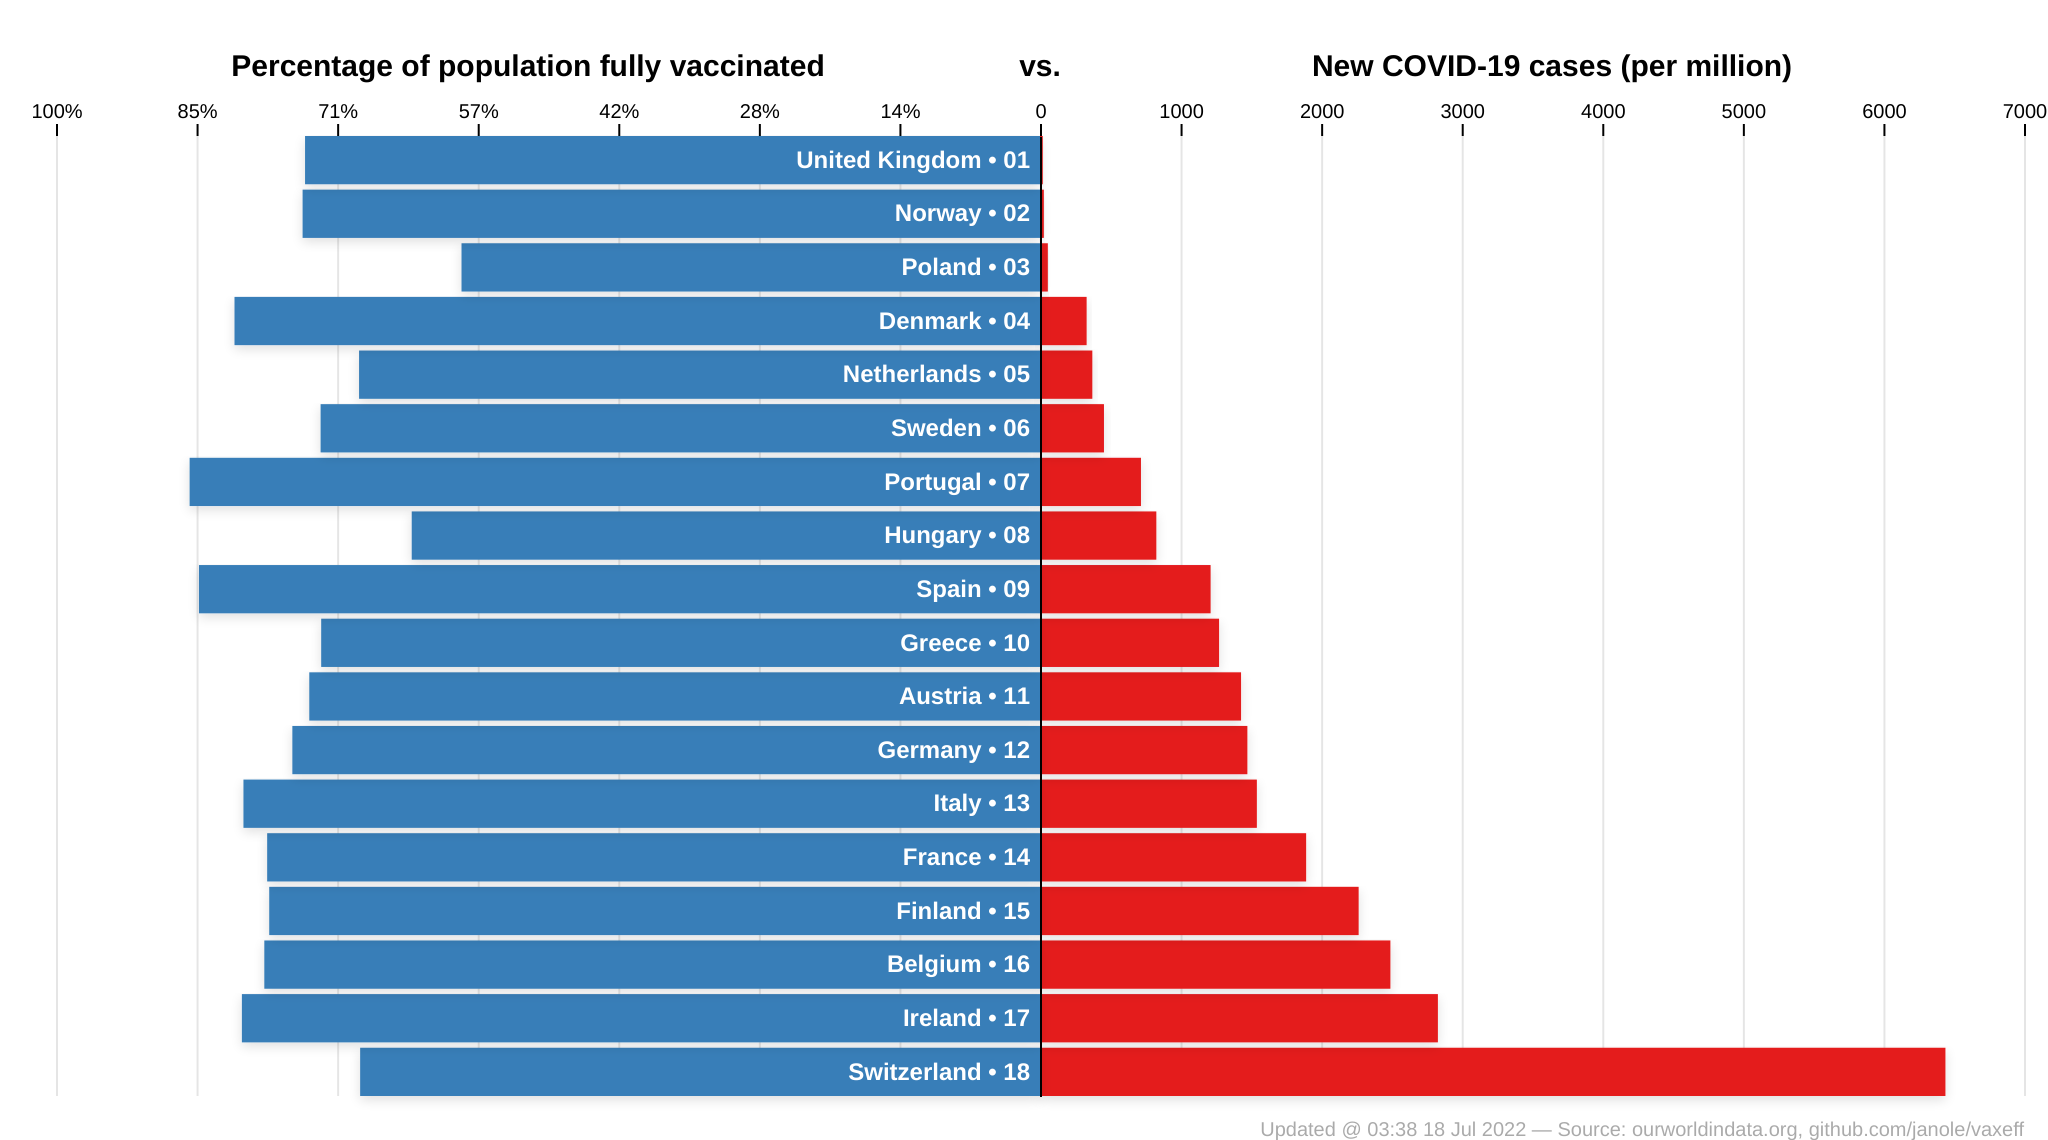 Percentage of population fully vaccinated vs. New COVID-19 cases (per million)
100% 85% 71% 57% 42% 28% 14% 0 1000 2000 3000 4000 5000 6000 7000
United Kingdom • 01
Norway • 02
Poland • 03
Denmark • 04
Netherlands • 05
Sweden • 06
Portugal • 07
Hungary • 08
Spain • 09
Greece • 10
Austria • 11
Germany • 12
Italy • 13
France • 14
Finland • 15
Belgium • 16
Ireland • 17
Switzerland • 18
Updated @ 03:38 18 Jul 2022 — Source: ourworldindata.org, github.com/janole/vaxeff